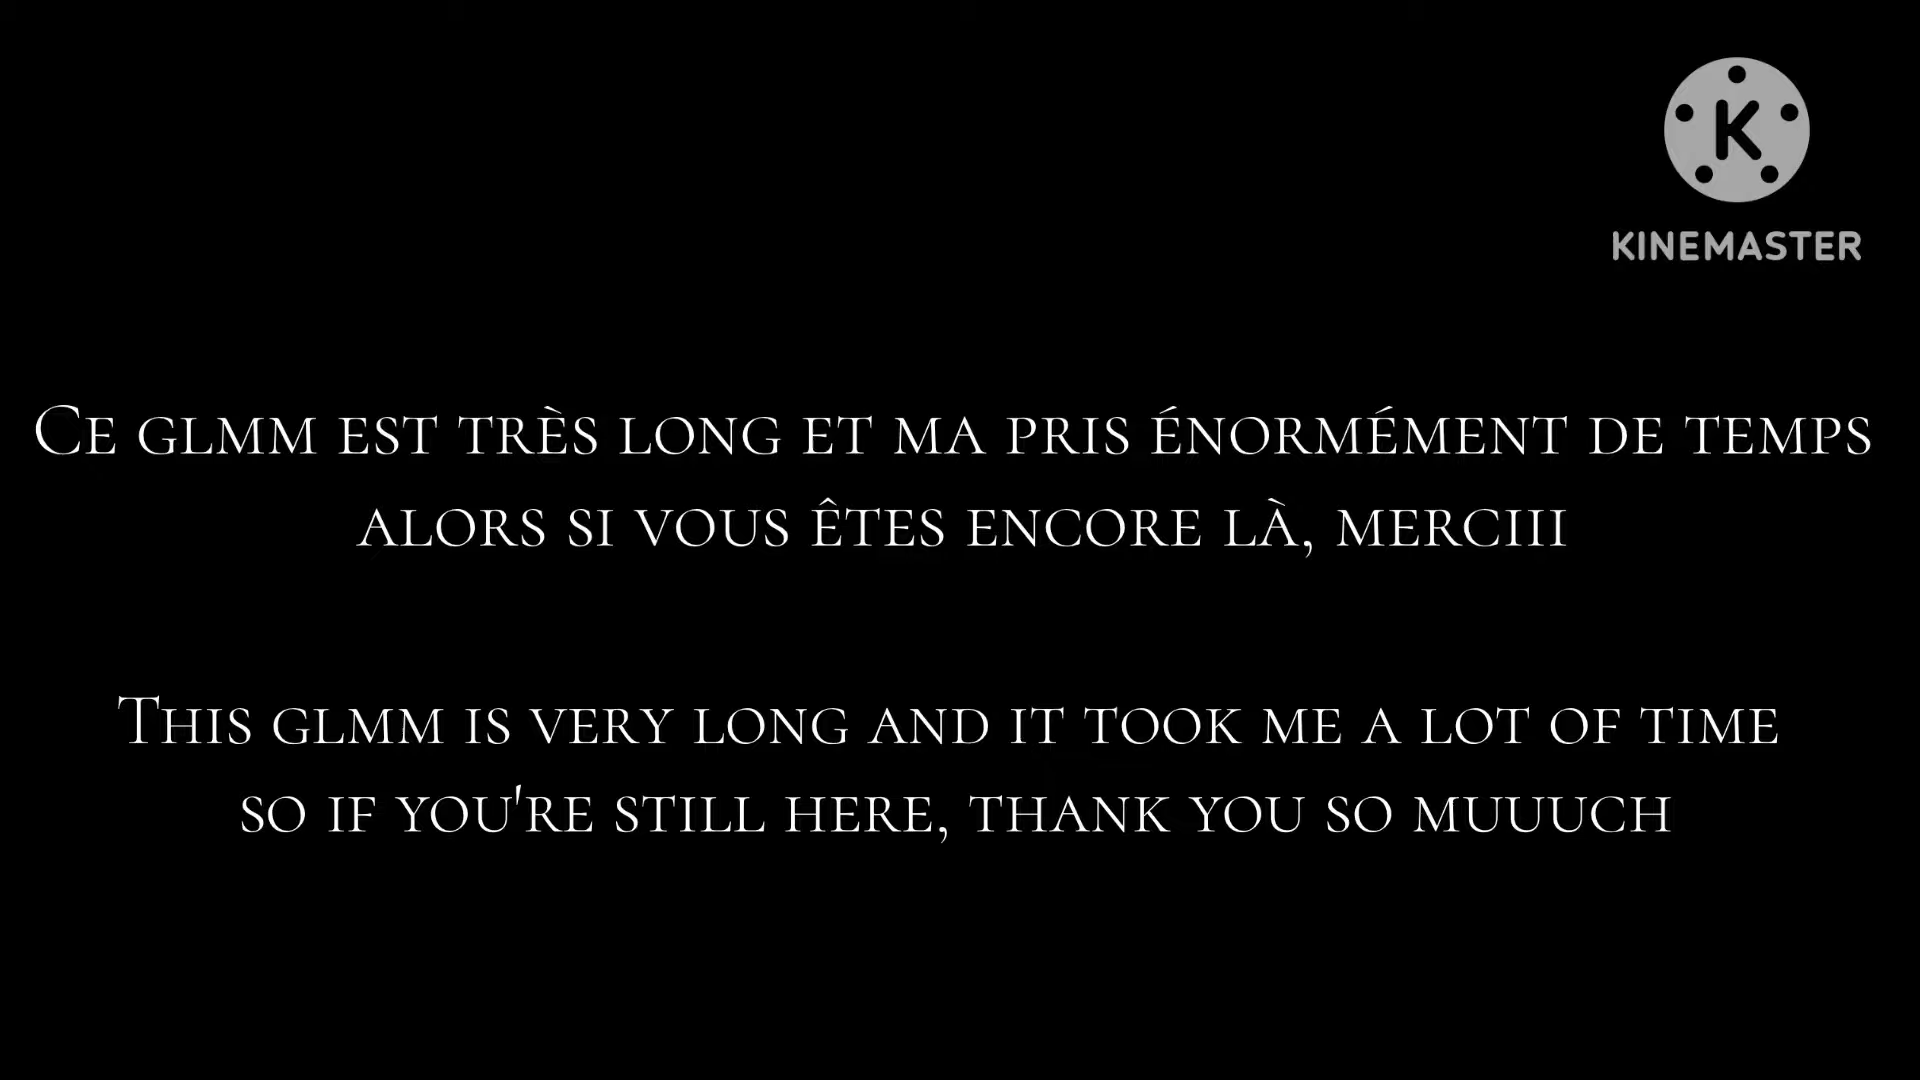 K
KINEMASTER
Ce glmm est très long et ma pris énormément de temps
alors si vous êtes encore là, merciii
This glmm is very long and it took me a lot of time
so if you're still here, thank you so muuuch